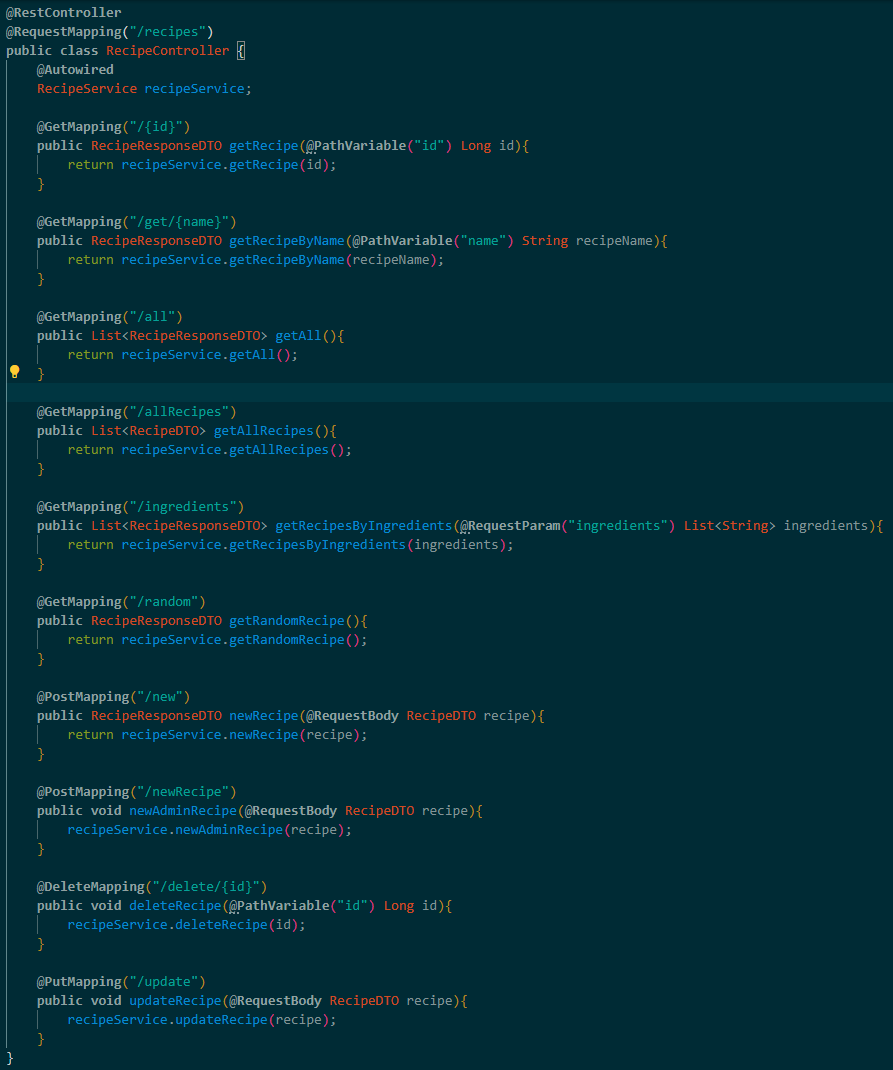 @RestController
@RequestMapping("/recipes")
public class RecipeController {
    @Autowired
    RecipeService recipeService;

    @GetMapping("/{id}")
    public RecipeResponseDTO getRecipe(@PathVariable("id") Long id){
        return recipeService.getRecipe(id);
    }

    @GetMapping("/get/{name}")
    public RecipeResponseDTO getRecipeByName(@PathVariable("name") String recipeName){
        return recipeService.getRecipeByName(recipeName);
    }

    @GetMapping("/all")
    public List<RecipeResponseDTO> getAll(){
        return recipeService.getAll();
    }

    @GetMapping("/allRecipes")
    public List<RecipeDTO> getAllRecipes(){
        return recipeService.getAllRecipes();
    }

    @GetMapping("/ingredients")
    public List<RecipeResponseDTO> getRecipesByIngredients(@RequestParam("ingredients") List<String> ingredients){
        return recipeService.getRecipesByIngredients(ingredients);
    }

    @GetMapping("/random")
    public RecipeResponseDTO getRandomRecipe(){
        return recipeService.getRandomRecipe();
    }

    @PostMapping("/new")
    public RecipeResponseDTO newRecipe(@RequestBody RecipeDTO recipe){
        return recipeService.newRecipe(recipe);
    }

    @PostMapping("/newRecipe")
    public void newAdminRecipe(@RequestBody RecipeDTO recipe){
        recipeService.newAdminRecipe(recipe);
    }

    @DeleteMapping("/delete/{id}")
    public void deleteRecipe(@PathVariable("id") Long id){
        recipeService.deleteRecipe(id);
    }

    @PutMapping("/update")
    public void updateRecipe(@RequestBody RecipeDTO recipe){
        recipeService.updateRecipe(recipe);
    }
}